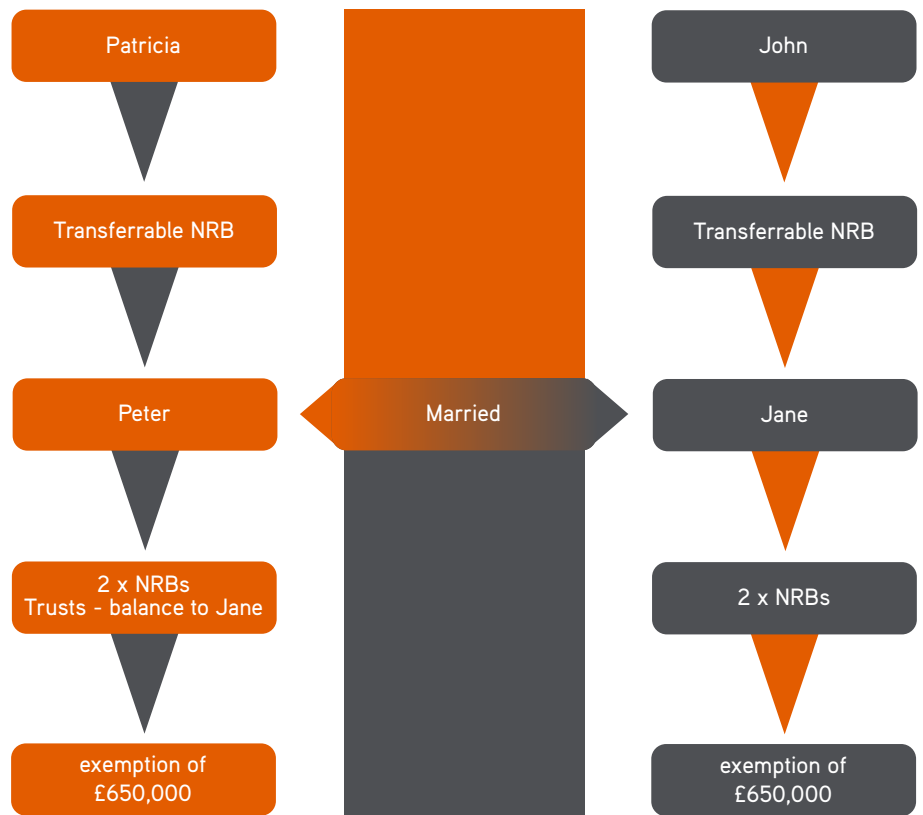 Patricia
John
Transferrable NRB
Transferrable NRB
Peter
Married
Jane
2 x NRBs
Trusts - balance to Jane
2 x NRBs
exemption of
£650,000
exemption of
£650,000